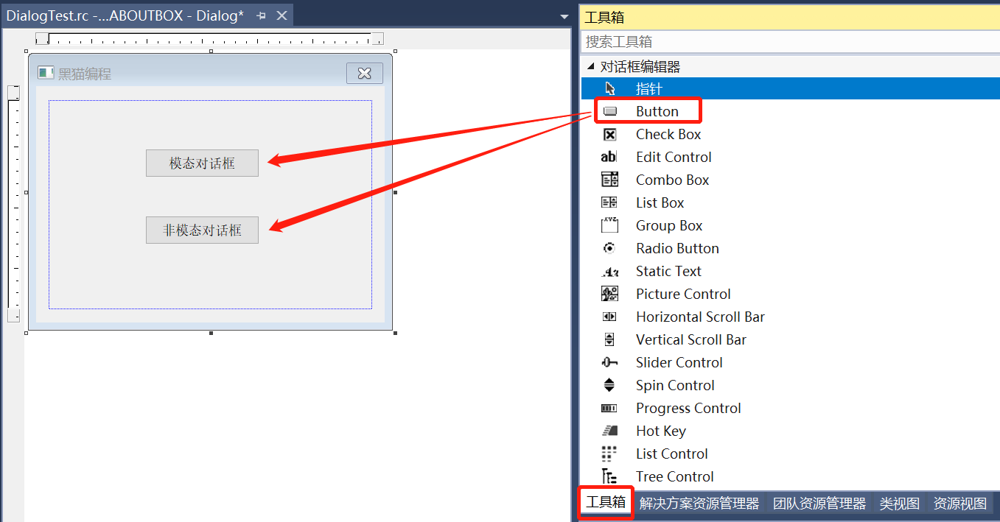 DialogTest.rc -...ABOUTBOX - Dialog*
黑猫编程
模态对话框
非模态对话框
工具箱
搜索工具箱
对话框编辑器
指针
Button
Check Box
Edit Control
Combo Box
List Box
Group Box
Radio Button
Static Text
Picture Control
Horizontal Scroll Bar
Vertical Scroll Bar
Slider Control
Spin Control
Progress Control
Hot Key
List Control
Tree Control
工具箱 解决方案资源管理器 团队资源管理器 类视图 资源视图